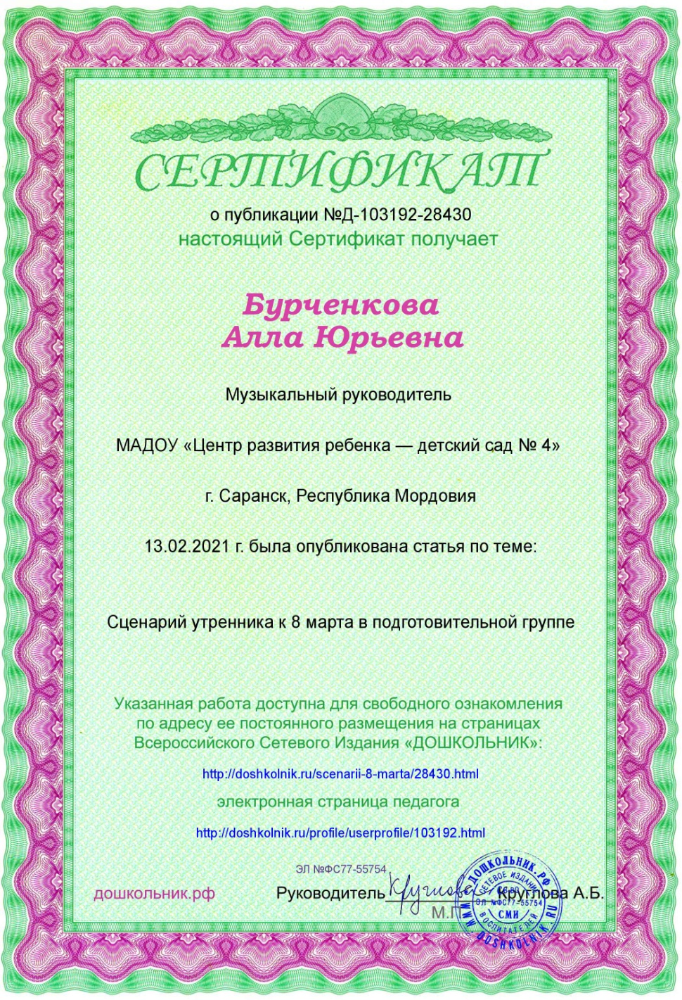 СЕРТИФИКАТ
о публикации №Д-103192-28430
настоящий Сертификат получает
Бурченкова
Алла Юрьевна
Музыкальный руководитель
МАДОУ «Центр развития ребенка — детский сад № 4»
г. Саранск, Республика Мордовия
13.02.2021 г. была опубликована статья по теме:
Сценарий утренника к 8 марта в подготовительной группе
Указанная работа доступна для свободного ознакомления
по адресу ее постоянного размещения на страницах
Всероссийского Сетевого Издания «ДОШКОЛЬНИК»:
http://doshkolnik.ru/scenarii-8-marta/28430.html
электронная страница педагога
http://doshkolnik.ru/profile/userprofile/103192.html
ЭЛ №ФС77-55754
дошкольник.рф
Руководитель Круглова Круглова А.Б.
М.П
ДОШКОЛЬНИК.РФ
WWW.DOSHKOLNIK.RU
СЕТЕВОЕ ИЗДАНИЕ
СВ-ВО
ЭЛ №ФС77-55754
СМИ
ВОСПИТАТЕЛЕЙ